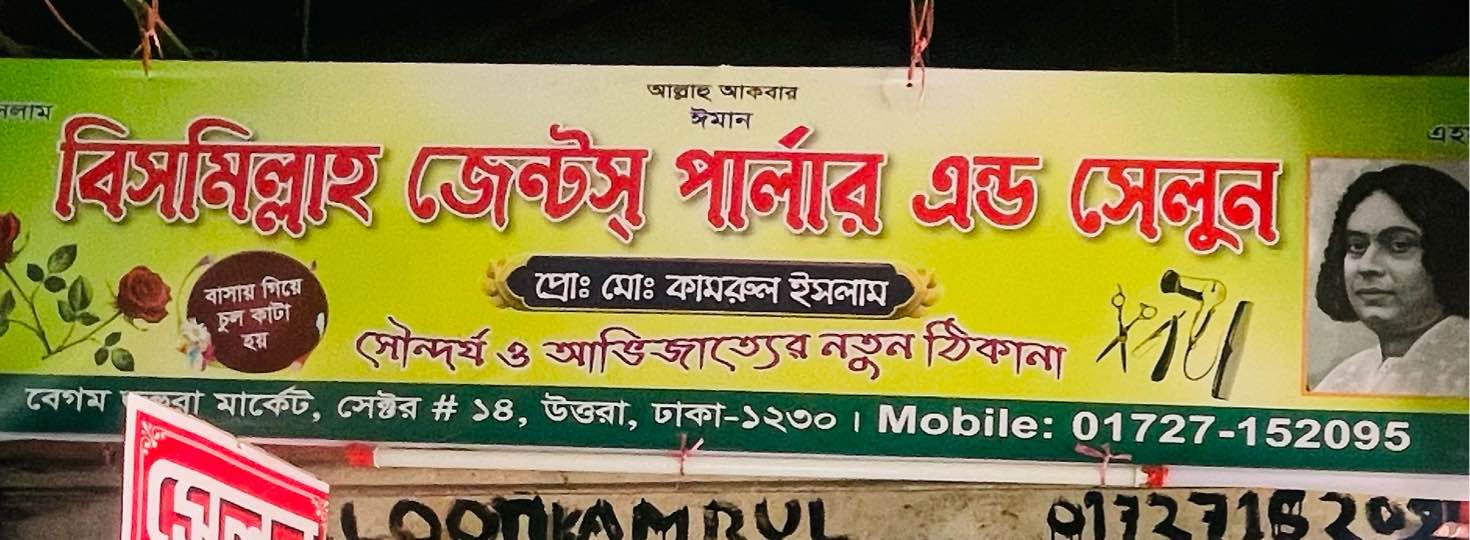 আল্লাহু আকবার
ঈমান
বিসমিল্লাহ জেন্টস্ পার্লার এন্ড সেলুন
প্রোঃ মোঃ কামরুল ইসলাম
বাসায় গিয়ে
চুল কাটা
হয়
সৌন্দর্য ও আভিজাত্যের নতুন ঠিকানা
বেগম মার্কেট, সেক্টর # ১৪, উত্তরা, ঢাকা-১২৩০ । Mobile: 01727-152095
সেলুন
KAMRUL